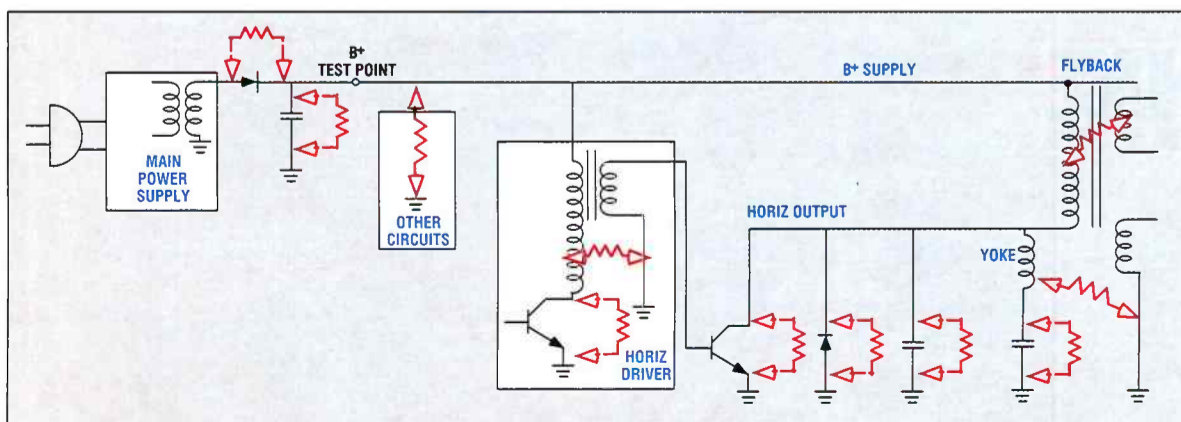 B+
TEST POINT
B+ SUPPLY
FLYBACK
MAIN
POWER
SUPPLY
OTHER
CIRCUITS
HORIZ OUTPUT
YOKE
HORIZ
DRIVER